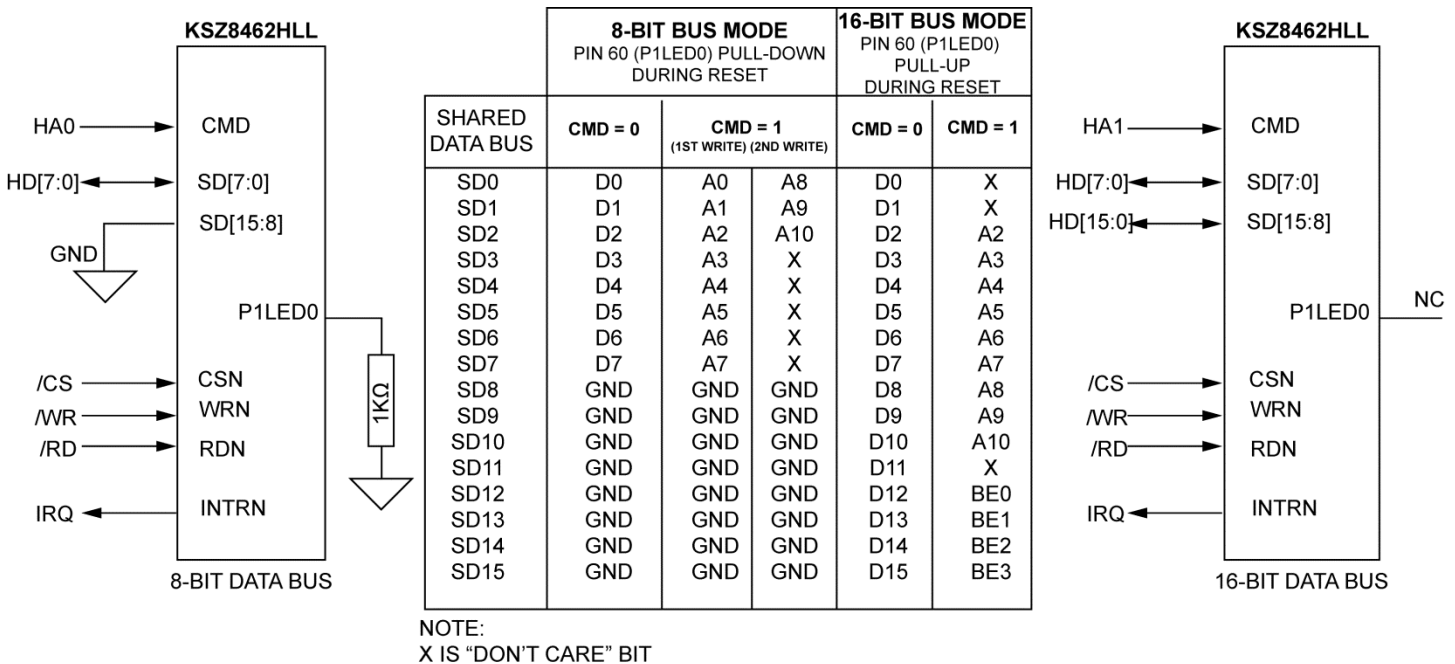 KSZ8462HLL
HA0
CMD
HD[7:0]
SD[7:0]
SD[15:8]
GND
P1LED0
1KΩ
/CS
CSN
/WR
WRN
/RD
RDN
IRQ
INTRN
8-BIT DATA BUS
8-BIT BUS MODE
PIN 60 (P1LED0) PULL-DOWN
DURING RESET
16-BIT BUS MODE
PIN 60 (P1LED0)
PULL-UP
DURING RESET
SHARED
DATA BUS
CMD = 0
CMD = 1
(1ST WRITE) (2ND WRITE)
CMD = 0
CMD = 1
SD0 D0 A0 A8 D0 X
SD1 D1 A1 A9 D1 X
SD2 D2 A2 A10 D2 A2
SD3 D3 A3 X D3 A3
SD4 D4 A4 X D4 A4
SD5 D5 A5 X D5 A5
SD6 D6 A6 X D6 A6
SD7 D7 A7 X D7 A7
SD8 GND GND GND D8 A8
SD9 GND GND GND D9 A9
SD10 GND GND GND D10 A10
SD11 GND GND GND D11 X
SD12 GND GND GND D12 BE0
SD13 GND GND GND D13 BE1
SD14 GND GND GND D14 BE2
SD15 GND GND GND D15 BE3
NOTE:
X IS “DON’T CARE” BIT
KSZ8462HLL
HA1
CMD
HD[7:0]
SD[7:0]
HD[15:0]
SD[15:8]
P1LED0
NC
/CS
CSN
/WR
WRN
/RD
RDN
IRQ
INTRN
16-BIT DATA BUS